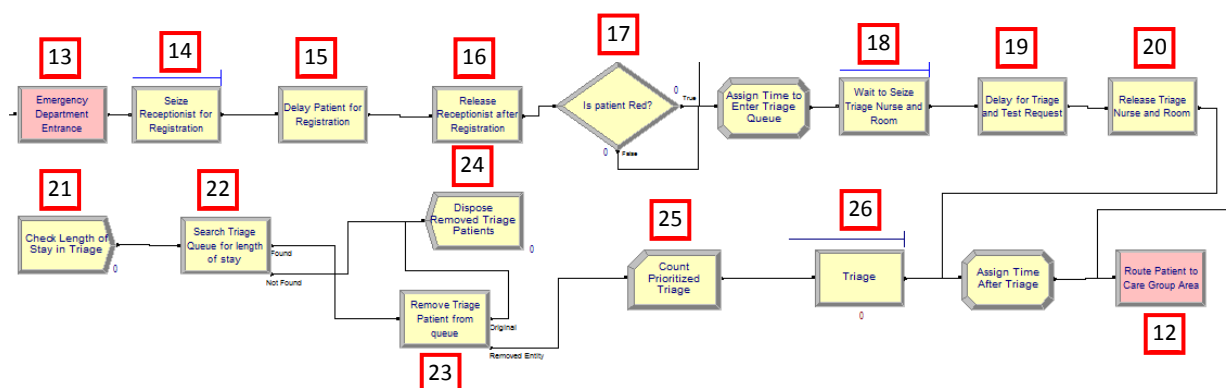 13
14
15
16
17
18
19
20
Emergency
Department
Entrance
Seize
Receptionist for
Registration
Delay Patient for
Registration
Release
Receptionist after
Registration
Is patient Red?
0
True
0
False
Assign Time to
Enter Triage
Queue
Wait to Seize
Triage Nurse and
Room
Delay for Triage
and Test Request
Release Triage
Nurse and Room
21
22
24
25
26
Check Length of
Stay in Triage
0
Search Triage
Queue for length
of stay
Found
Not Found
Dispose
Removed Triage
Patients
0
Remove Triage
Patient from
queue
Original
Removed Entity
23
Count
Prioritized
Triage
Triage
0
Assign Time
After Triage
Route Patient to
Care Group Area
12